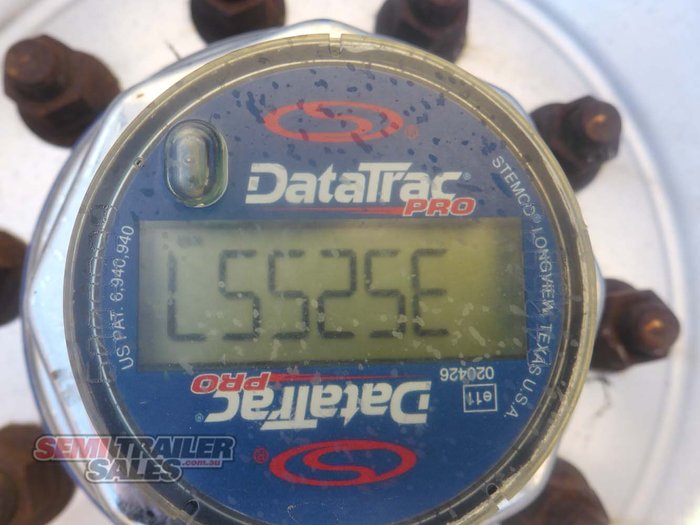 DataTrac®
PRO
STEMCO® LONGVIEW, TEXAS U.S.A.
US PAT. 6,940,940
352557
e11
020426
DataTrac®
PRO
SEMI TRAILER
SALES .com.au